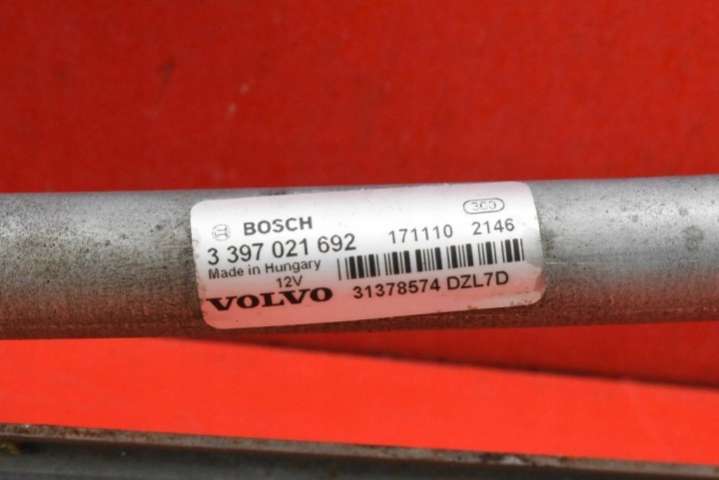 BOSCH
3 397 021 692
Made in Hungary
12V
VOLVO
171110 2146
31378574 DZL7D